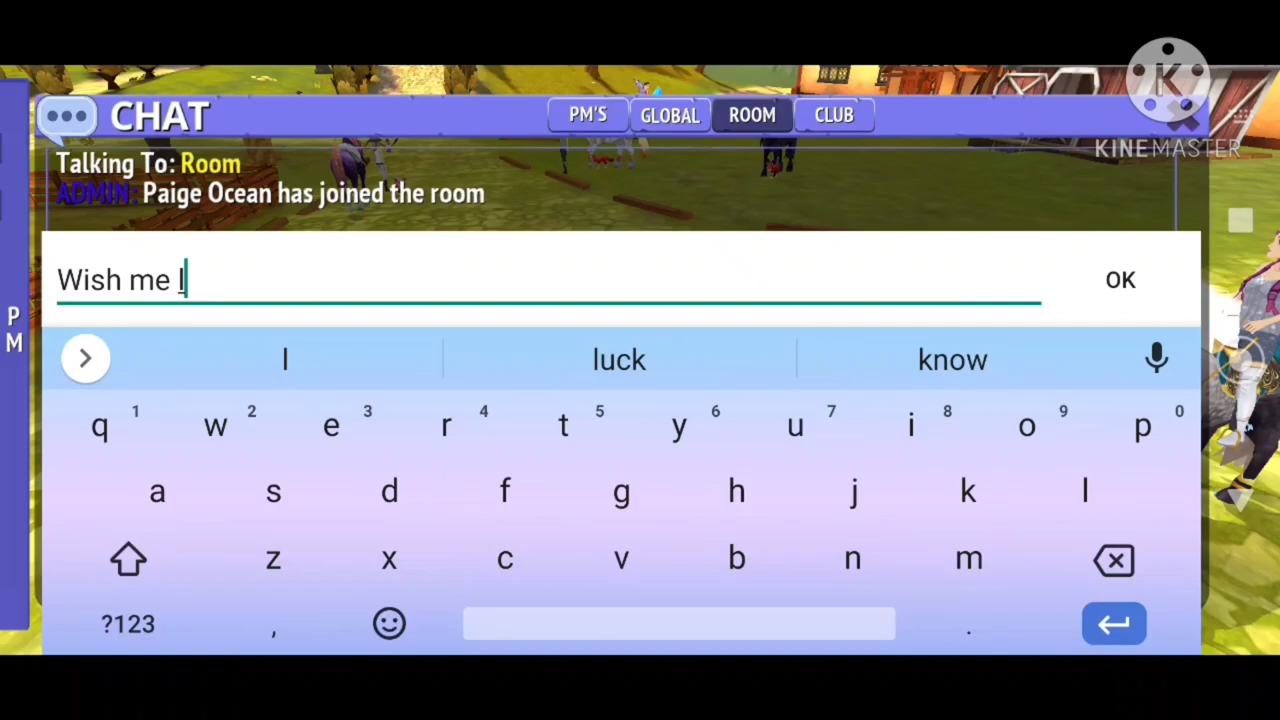 K
KINEMASTER
CHAT
PM'S GLOBAL ROOM CLUB
Talking To: Room
ADMIN: Paige Ocean has joined the room
Wish me l
OK
PM
l luck know
q 1 w 2 e 3 r 4 t 5 y 6 u 7 i 8 o 9 p 0
a s d f g h j k l
z x c v b n m
?123 , .